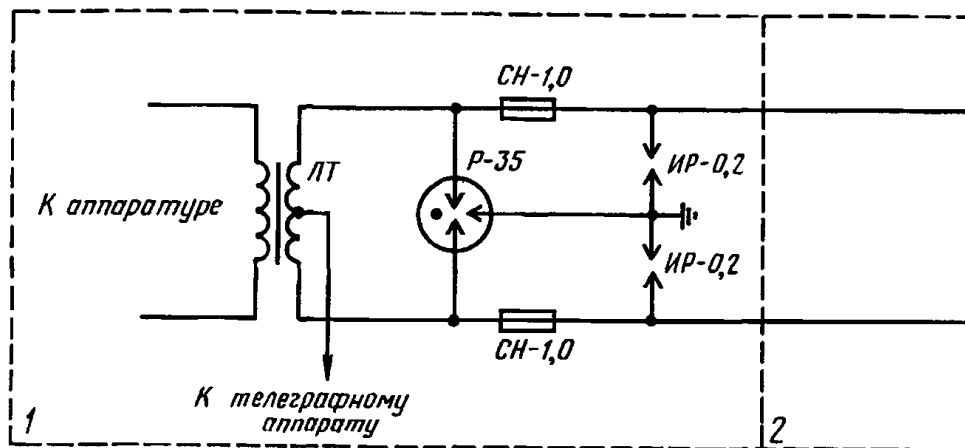 СН-1,0
Р-35
ЛТ
ИР-0,2
К аппаратуре
ИР-0,2
СН-1,0
К телеграфному
аппарату
1
2